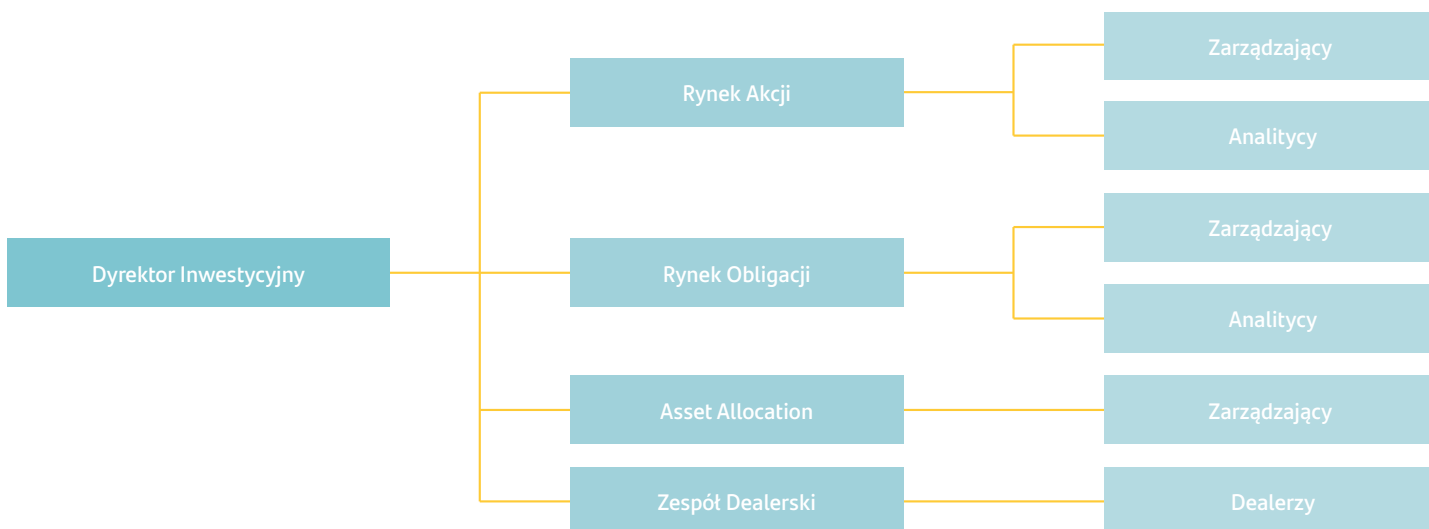 Dyrektor Inwestycyjny
Rynek Akcji
Zarządzający
Analitycy
Rynek Obligacji
Zarządzający
Analitycy
Asset Allocation
Zarządzający
Zespół Dealerski
Dealerzy